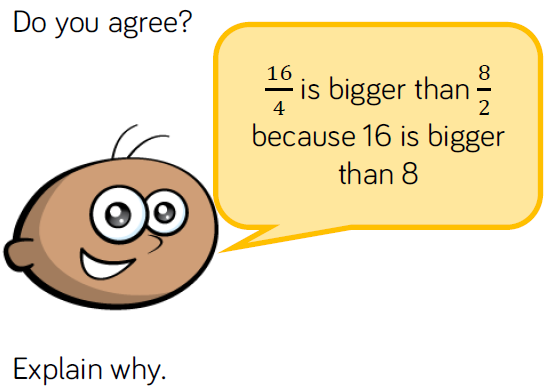 Do you agree?
16/4 is bigger than 8/2
because 16 is bigger
than 8
Explain why.